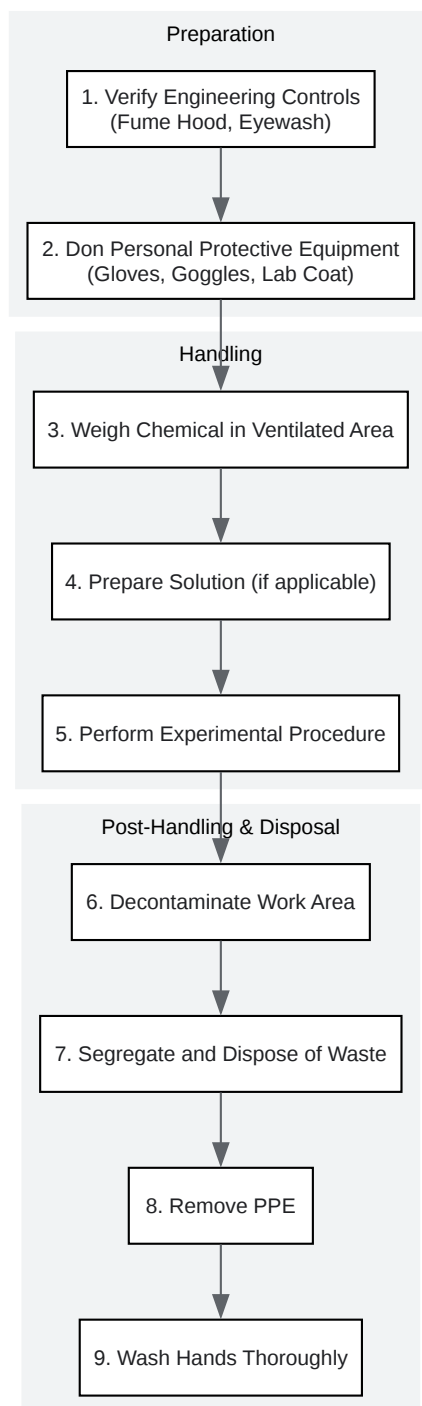 Preparation
1. Verify Engineering Controls
(Fume Hood, Eyewash)
2. Don Personal Protective Equipment
(Gloves, Goggles, Lab Coat)
Handling
3. Weigh Chemical in Ventilated Area
4. Prepare Solution (if applicable)
5. Perform Experimental Procedure
Post-Handling & Disposal
6. Decontaminate Work Area
7. Segregate and Dispose of Waste
8. Remove PPE
9. Wash Hands Thoroughly